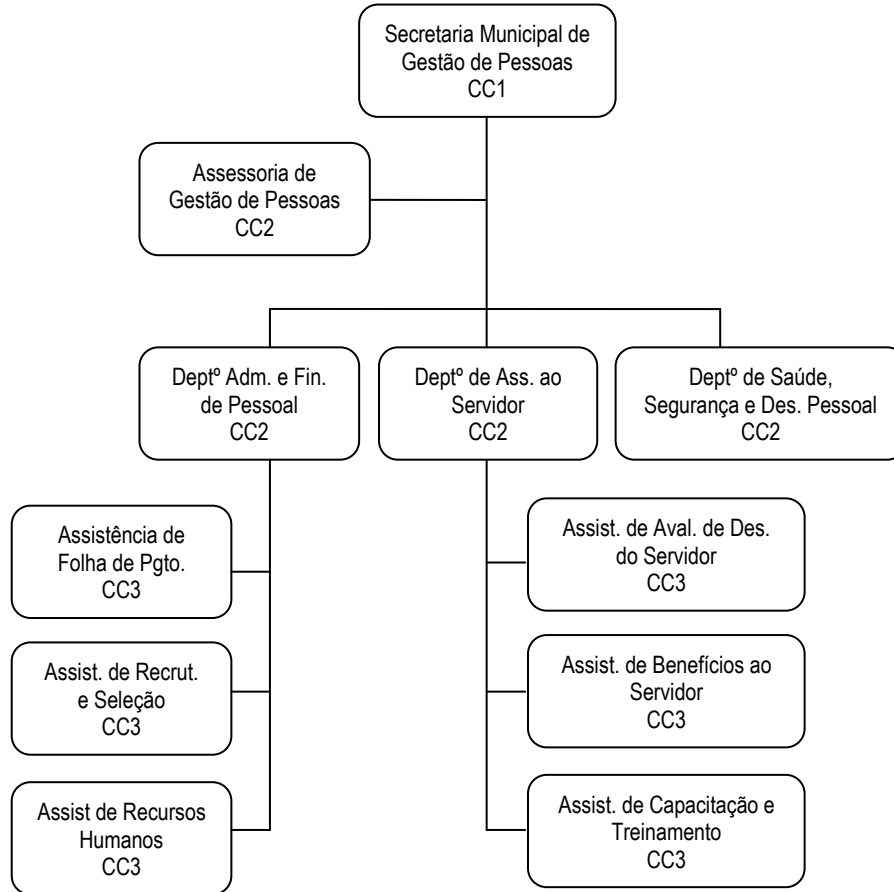 Secretaria Municipal de
Gestão de Pessoas
CC1
Assessoria de
Gestão de Pessoas
CC2
Deptº Adm. e Fin.
de Pessoal
CC2
Deptº de Ass. ao
Servidor
CC2
Deptº de Saúde,
Segurança e Des. Pessoal
CC2
Assistência de
Folha de Pgto.
CC3
Assist. de Recrut.
e Seleção
CC3
Assist de Recursos
Humanos
CC3
Assist. de Aval. de Des.
do Servidor
CC3
Assist. de Benefícios ao
Servidor
CC3
Assist. de Capacitação e
Treinamento
CC3